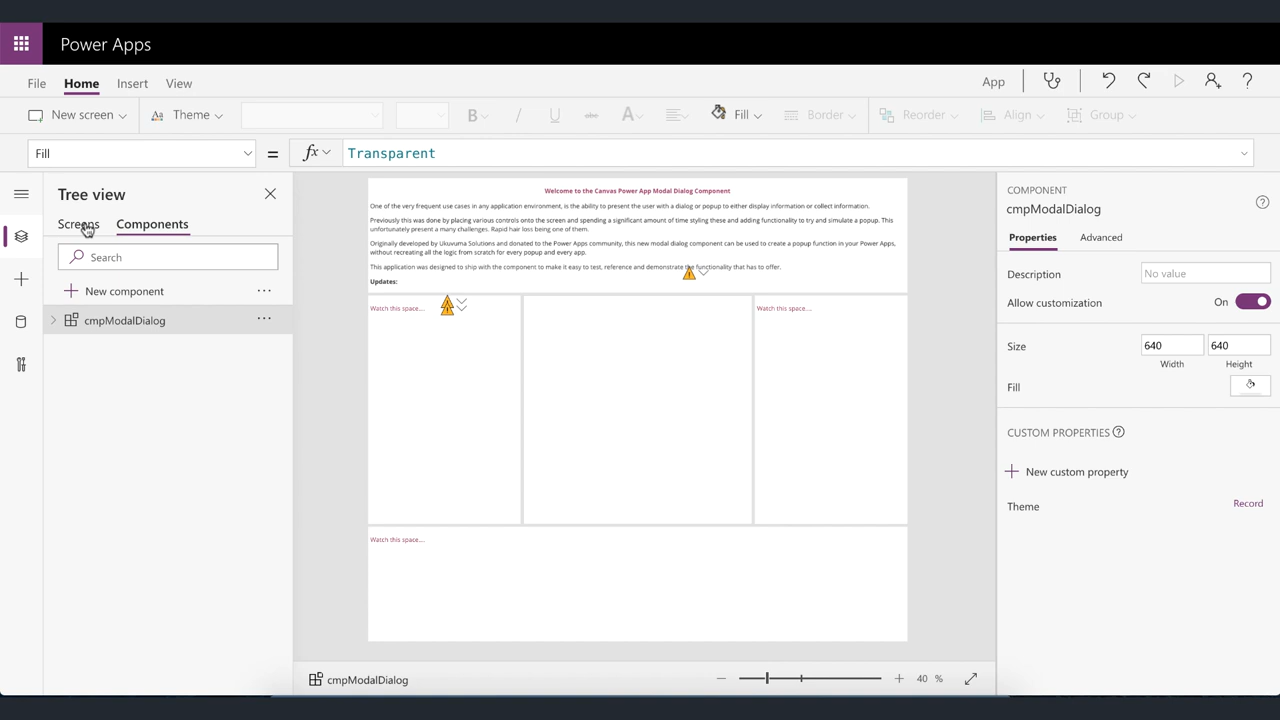 Power Apps
File Home Insert View App
New screen Theme B / U abc A Fill Border Reorder Align Group
Fill = fx Transparent
Tree view
Screens Components
Search
New component
cmpModalDialog
Welcome to the Canvas Power App Modal Dialog Component
One of the very frequent use cases in any application environment, is the ability to present the user with a dialog or popup to either display information or collect information.
Previously this was done by placing various controls onto the screen and spending a significant amount of time styling these and adding functionality to try and simulate a popup. This
unfortunately present a many challenges. Rapid hair loss being one of them.
Originally developed by Ukuvuma Solutions and donated to the Power Apps community, this new modal dialog component can be used to create a popup function in your Power Apps,
without recreating all the logic from scratch for every popup and every app.
This application was designed to ship with the component to make it easy to test, reference and demonstrate the functionality that has to offer.
Updates:
Watch this space....
Watch this space....
Watch this space....
cmpModalDialog
40 %
COMPONENT
cmpModalDialog
Properties Advanced
Description No value
Allow customization On
Size 640 640
Width Height
Fill
CUSTOM PROPERTIES
New custom property
Theme Record